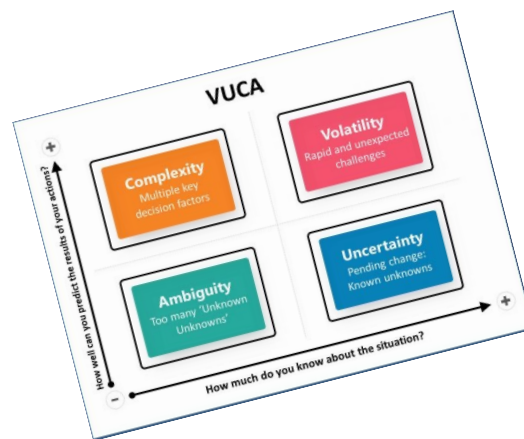 VUCA
+
How well can you predict the results of your actions?
Complexity
Multiple key
decision factors
Volatility
Rapid and unexpected
challenges
Ambiguity
Too many ‘Unknown
Unknowns’
Uncertainty
Pending change:
Known unknowns
−
How much do you know about the situation?
+